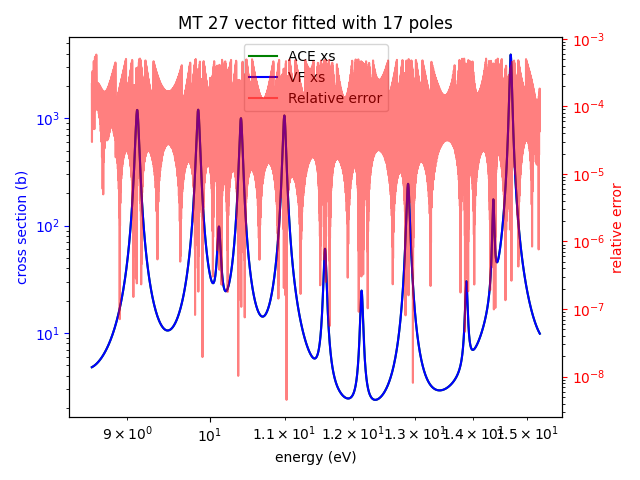 MT 27 vector fitted with 17 poles
ACE xs
VF xs
Relative error
cross section (b)
10³
10²
10¹
relative error
10⁻³
10⁻⁴
10⁻⁵
10⁻⁶
10⁻⁷
10⁻⁸
9 × 10⁰ 10¹ 1.1 × 10¹ 1.2 × 10¹ 1.3 × 10¹ 1.4 × 10¹ 1.5 × 10¹
energy (eV)